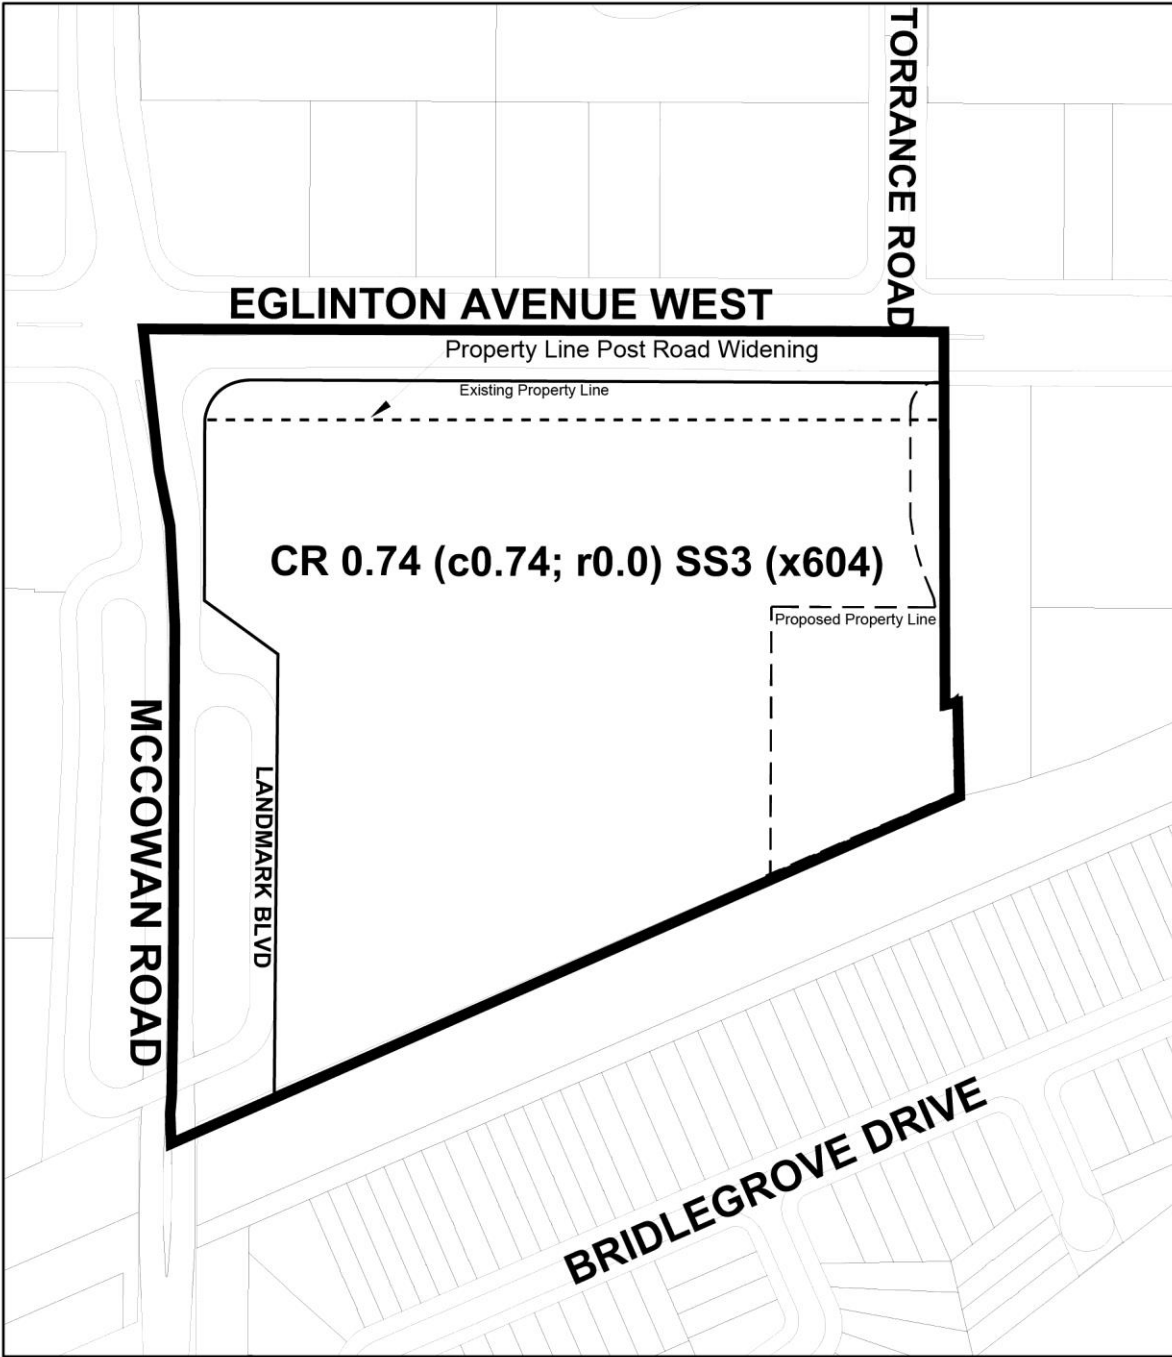 TORRANCE ROAD
EGLINTON AVENUE WEST
Property Line Post Road Widening
Existing Property Line
CR 0.74 (c0.74; r0.0) SS3 (x604)
Proposed Property Line
MCCOWAN ROAD
LANDMARK BLVD
BRIDLEGROVE DRIVE